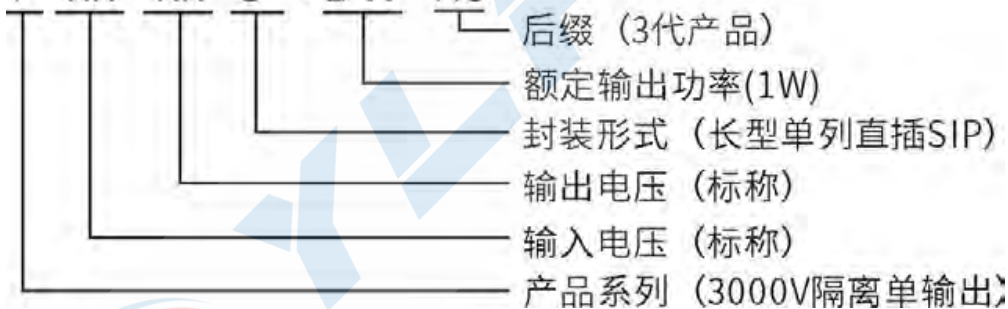 后缀（3代产品）
额定输出功率(1W)
封装形式（长型单列直插SIP）
输出电压（标称）
输入电压（标称）
产品系列（3000V隔离单输出）